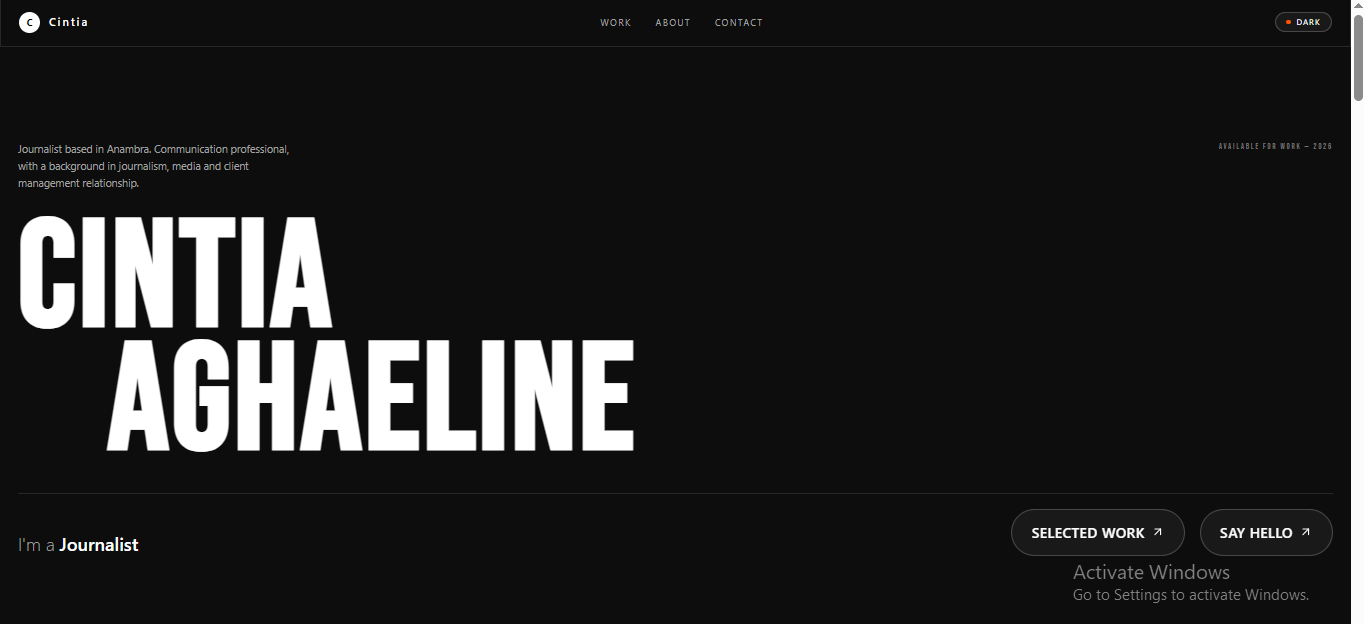 C Cintia
WORK ABOUT CONTACT
DARK
Journalist based in Anambra. Communication professional,
with a background in journalism, media and client
management relationship.
AVAILABLE FOR WORK — 2026
CINTIA
AGHAELINE
I'm a Journalist
SELECTED WORK ↗
SAY HELLO ↗
Activate Windows
Go to Settings to activate Windows.